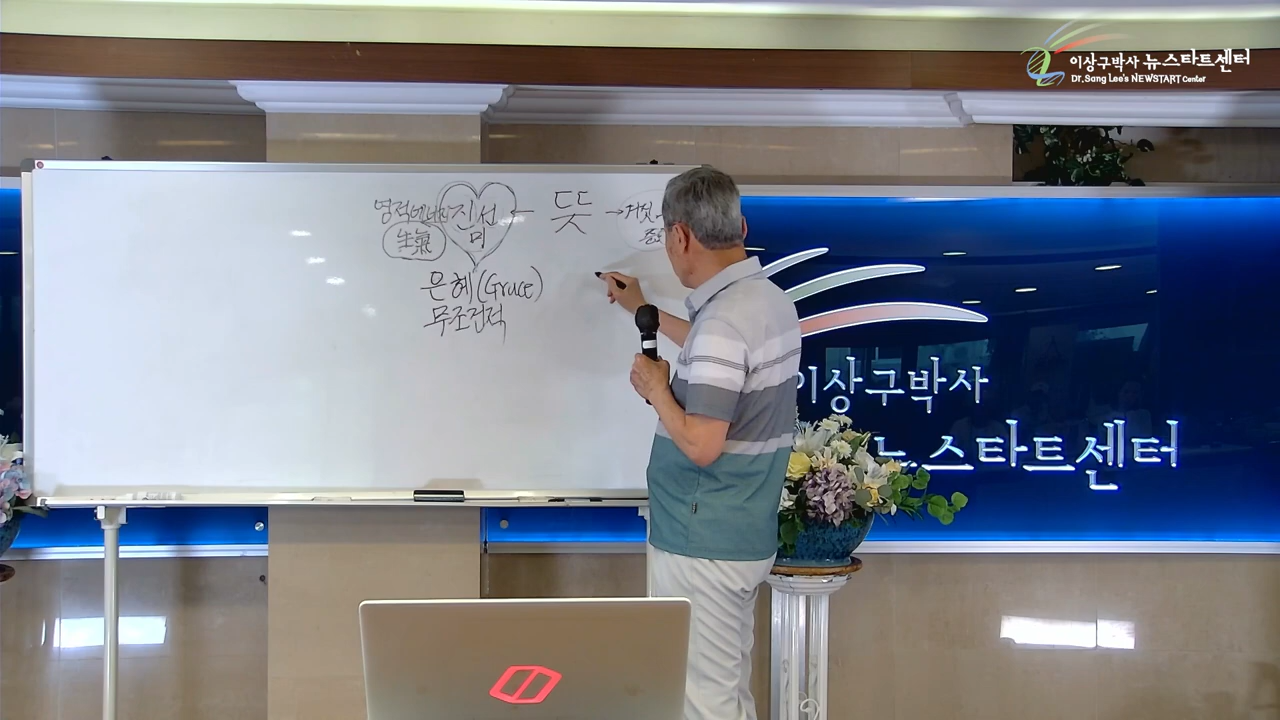 이상구박사 뉴스타트센터
Dr. Sang Lee's NEWSTART Center
영적에너지 진선미 - 뜻 → 거짓
生氣
은혜(Grace)
무조건적
이상구박사
뉴스타트센터